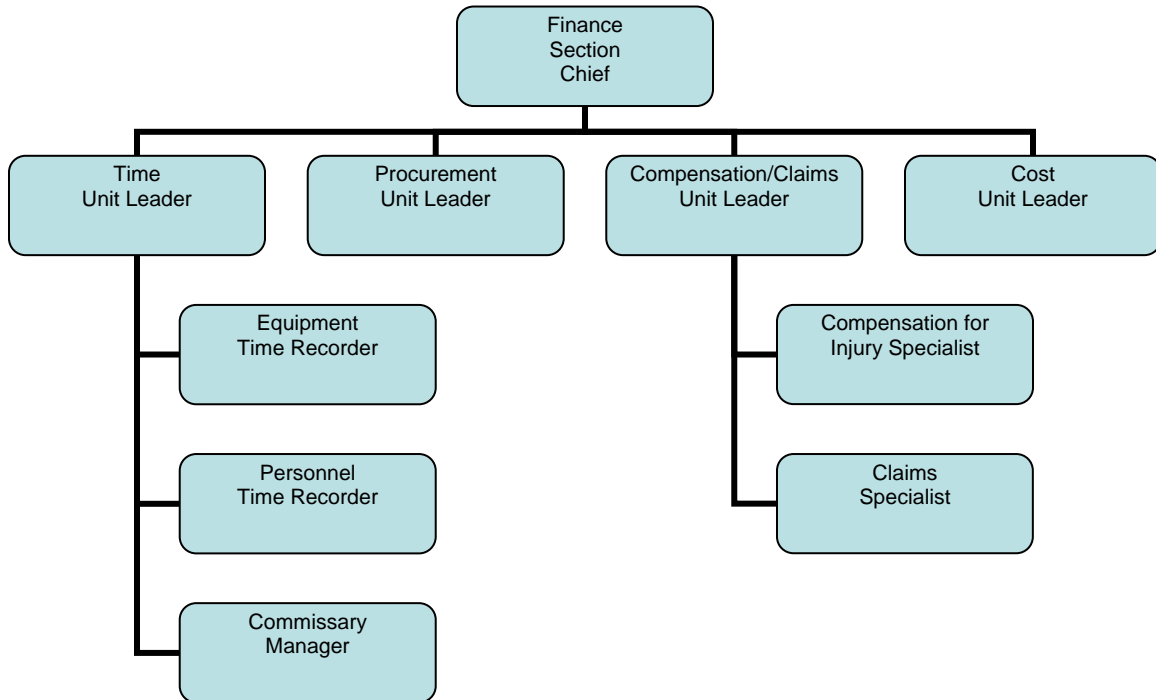 Finance
Section
Chief
Time
Unit Leader
Procurement
Unit Leader
Compensation/Claims
Unit Leader
Cost
Unit Leader
Equipment
Time Recorder
Personnel
Time Recorder
Commissary
Manager
Compensation for
Injury Specialist
Claims
Specialist